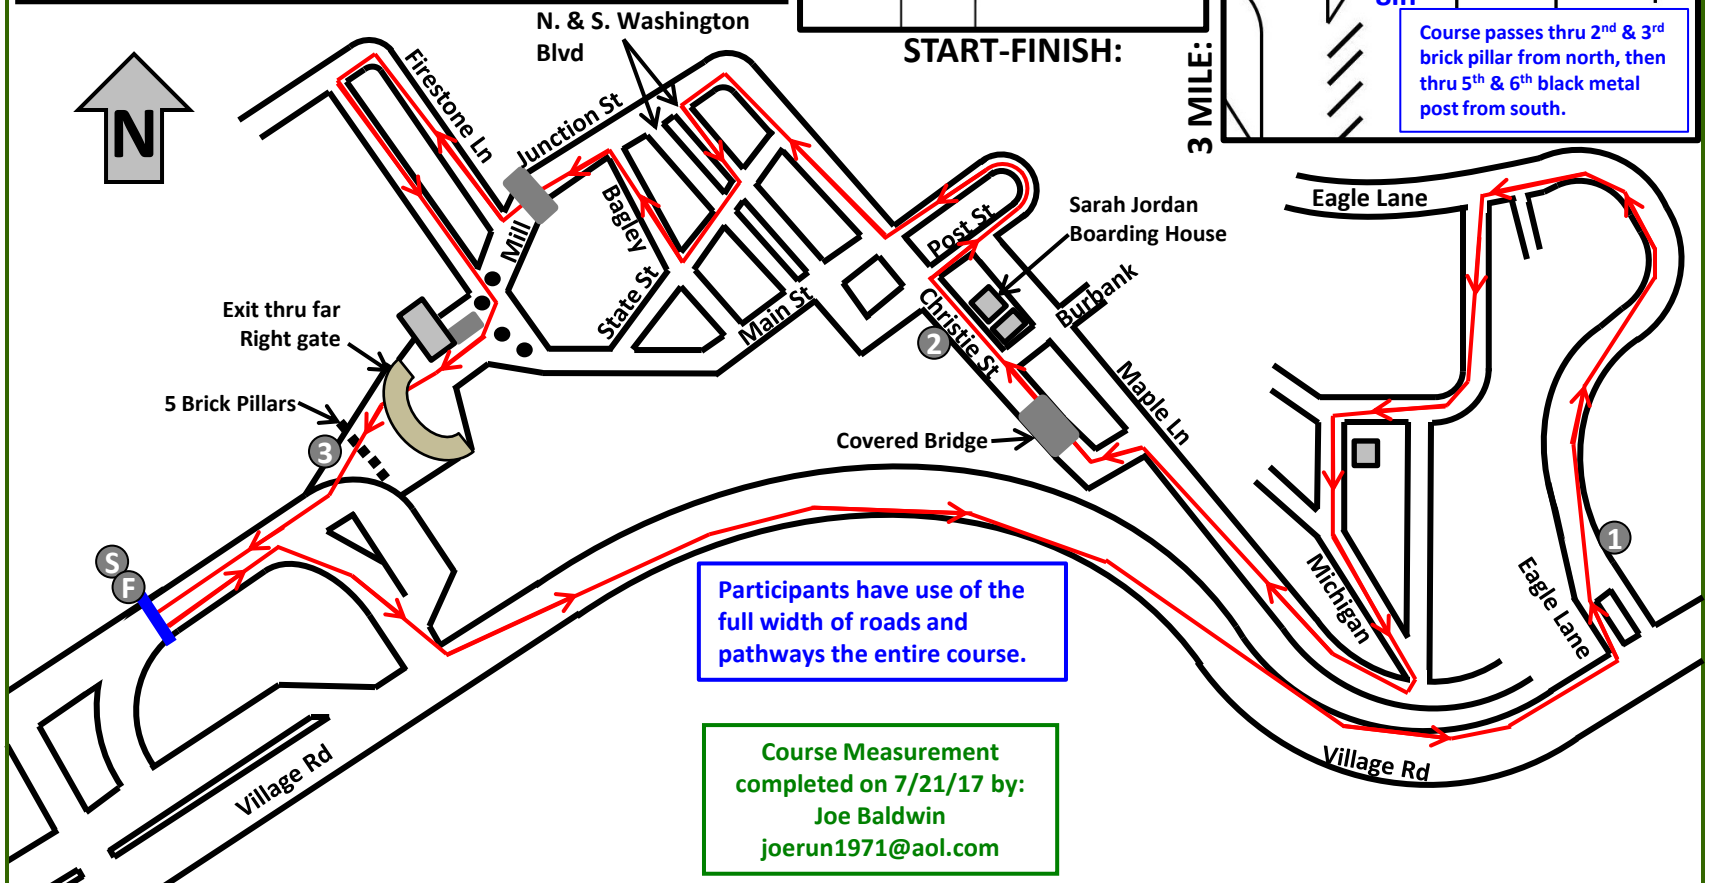 N. & S. Washington
Blvd
START-FINISH:
3 MILE:
Course passes thru 2nd & 3rd
brick pillar from north, then
thru 5th & 6th black metal
post from south.
N
Firestone Ln
Junction St
Mill
Bagley
State St
Main St
Post St
Christie St
Sarah Jordan
Boarding House
Burbank
Maple Ln
Eagle Lane
Exit thru far
Right gate
5 Brick Pillars
3
2
Covered Bridge
1
Eagle Lane
Michigan
S
F
Participants have use of the
full width of roads and
pathways the entire course.
Village Rd
Village Rd
Course Measurement
completed on 7/21/17 by:
Joe Baldwin
joerun1971@aol.com